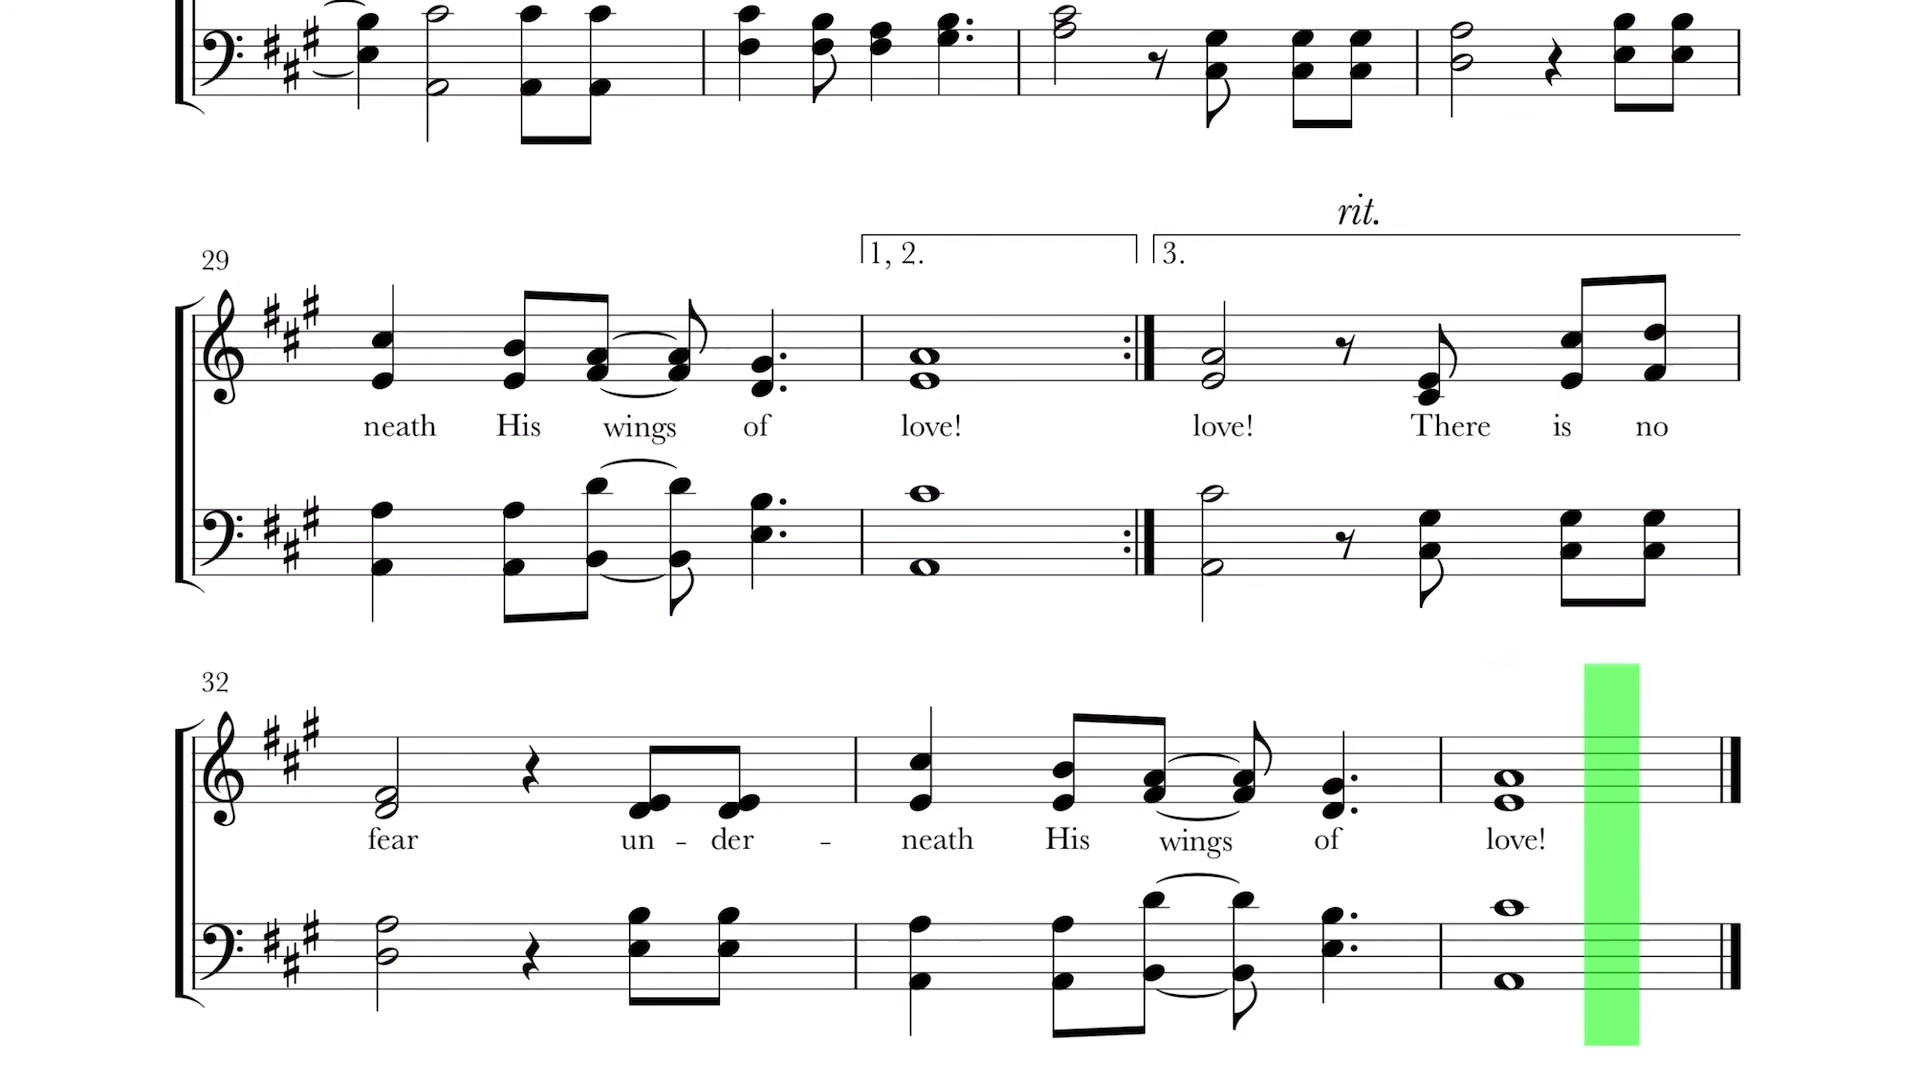 rit.
1, 2. 3.
29
neath His wings of love! love! There is no
32
fear un - der - neath His wings of love!